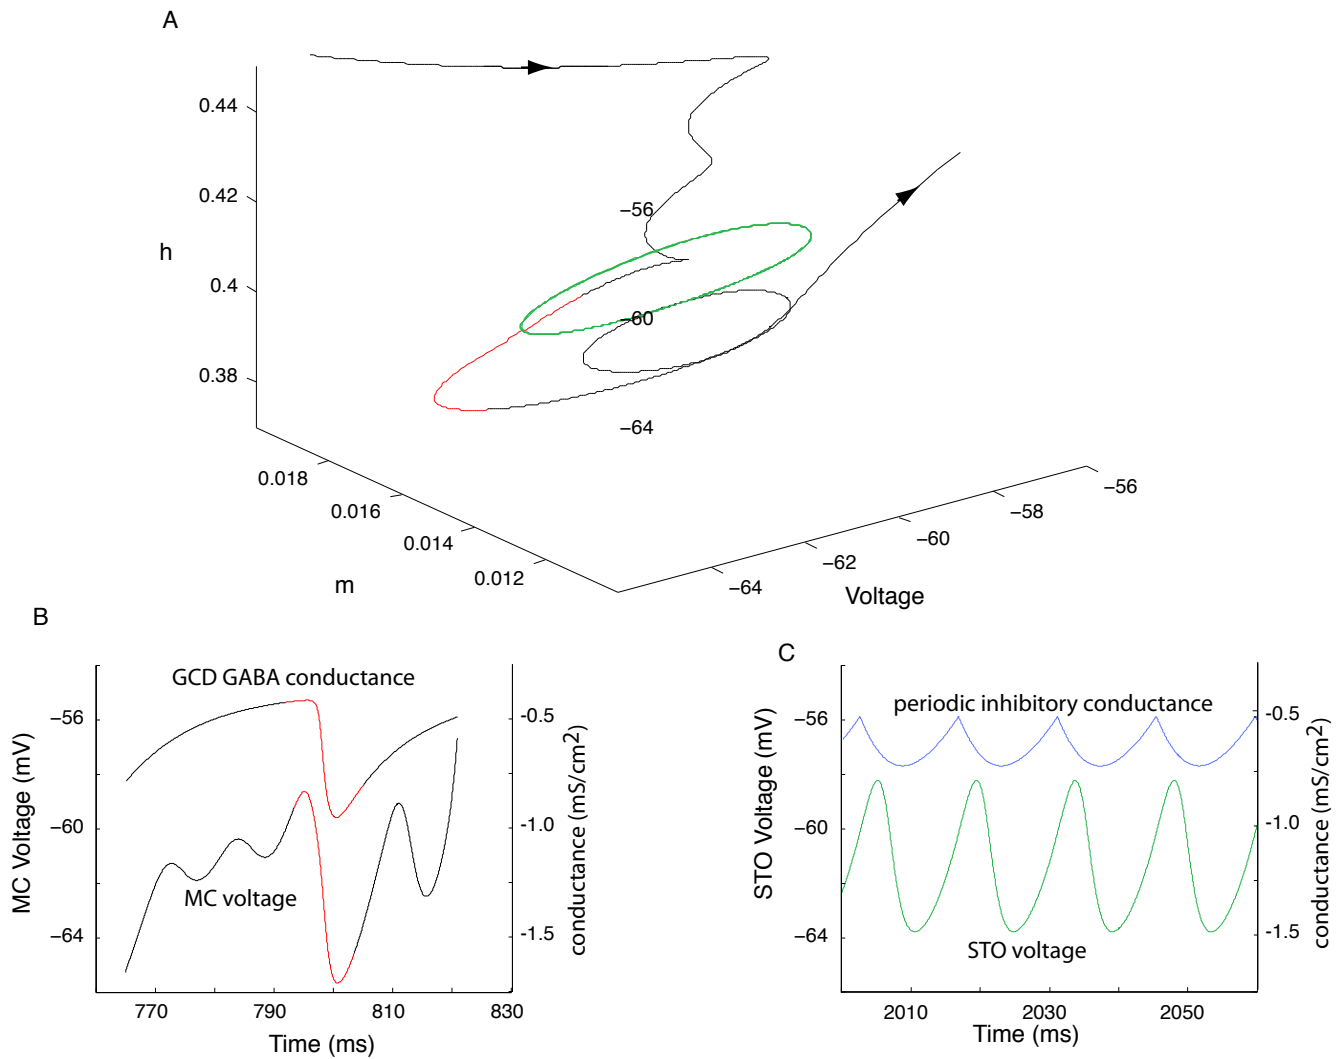 A
0.44
0.42
h
0.4
0.38
−56
−60
−64
0.018
0.016
0.014
0.012
m
−64
−62
−60
−58
−56
Voltage
B
GCD GABA conductance
MC voltage
MC Voltage (mV)
−56
−60
−64
-0.5
-1.0
-1.5
conductance (mS/cm2)
770
790
810
830
Time (ms)
C
periodic inhibitory conductance
STO voltage
STO Voltage (mV)
−56
−60
−64
-0.5
-1.0
-1.5
conductance (mS/cm2)
2010
2030
2050
Time (ms)